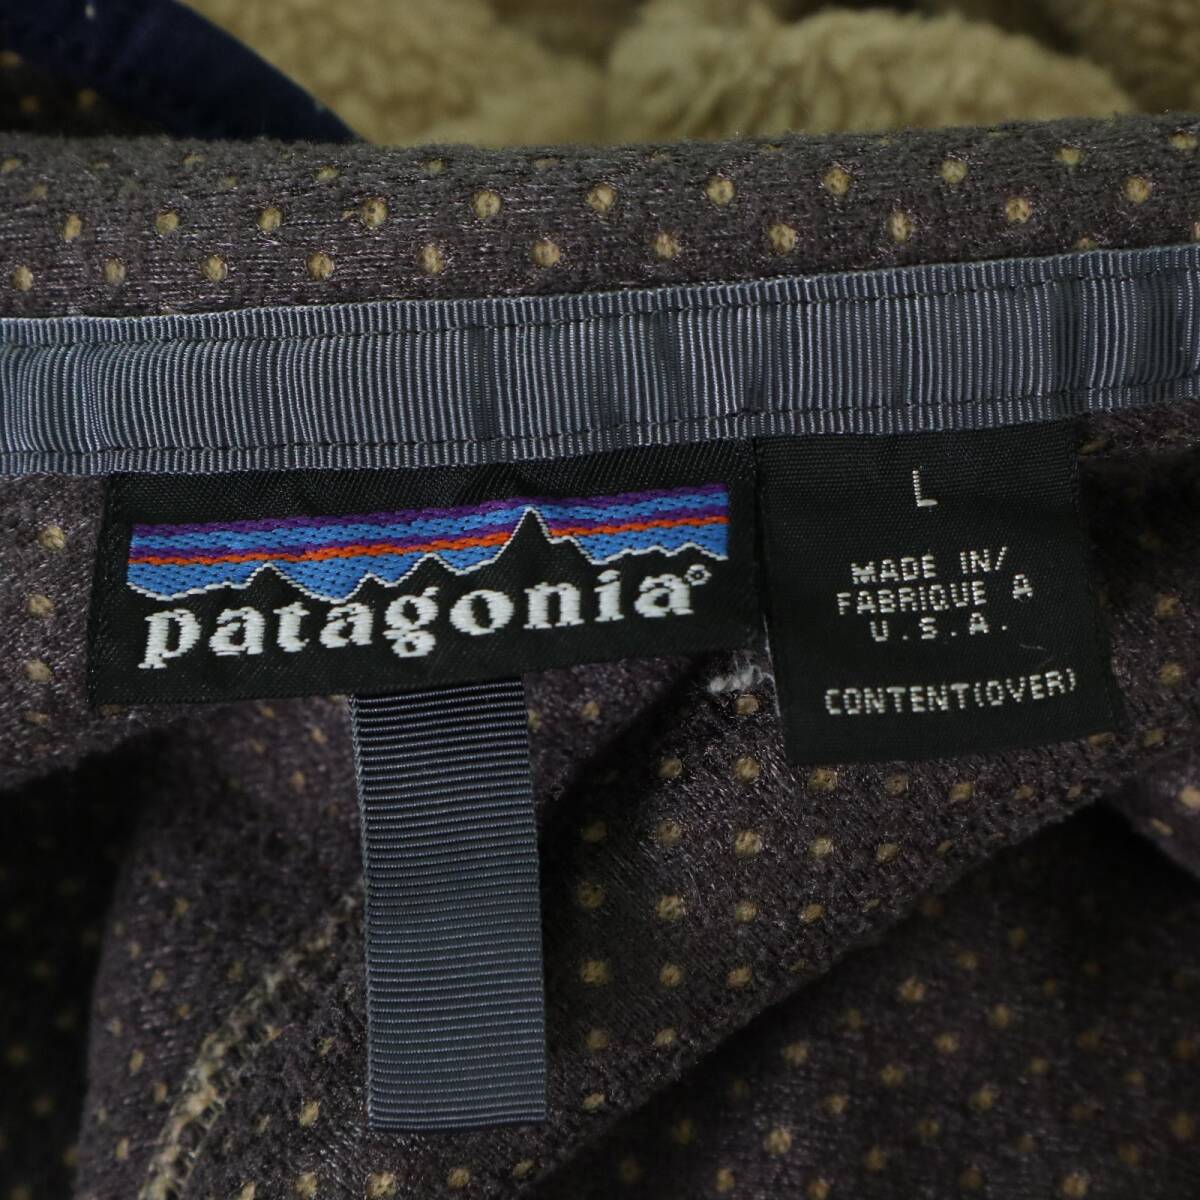 patagonia®
L
MADE IN/
FABRIQUE A
U.S.A.
CONTENT(OVER)